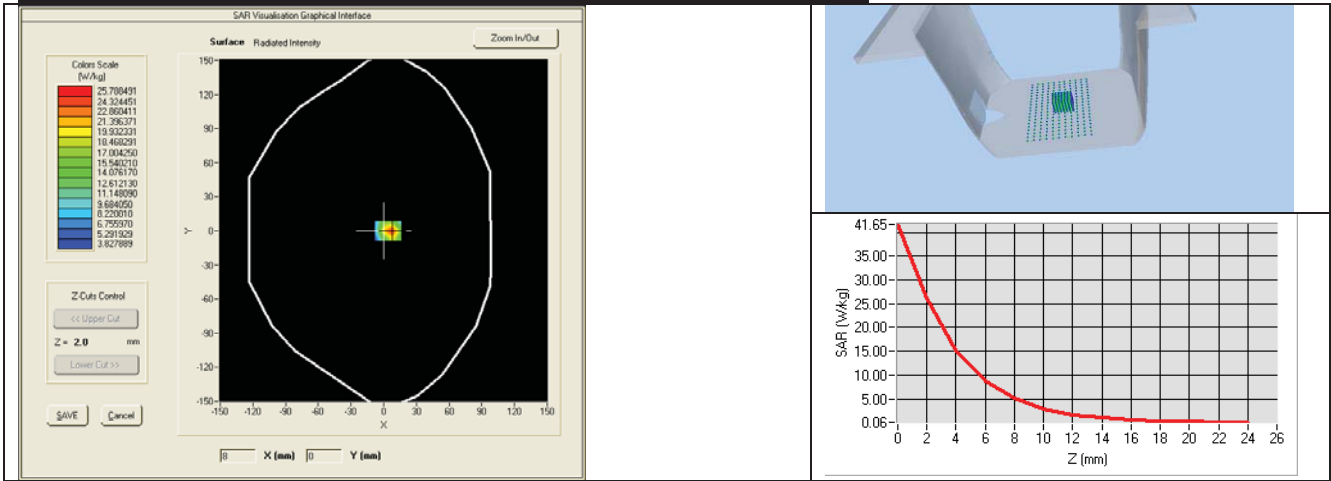 SAR Visualisation Graphical Interface
Surface Radiated Intensity
Zoom In/Out
Colors Scale
(W/kg)
25.788491
24.324451
22.860411
21.396371
19.932331
18.468291
17.004250
15.540210
14.076170
12.612130
11.148090
9.684050
8.220010
6.755970
5.291929
3.827889
Z-Cuts Control
<< Upper Cut
Z = 2.0 mm
Lower Cut >>
SAVE Cancel
150
120
90
60
30
0
-30
-60
-90
-120
-150
Y
-150 -120 -90 -60 -30 0 30 60 90 120 150
X
8 X (mm) 0 Y (mm)
41.65
35.00
30.00
25.00
20.00
15.00
10.00
5.00
0.06
SAR (W/kg)
0 2 4 6 8 10 12 14 16 18 20 22 24 26
Z (mm)